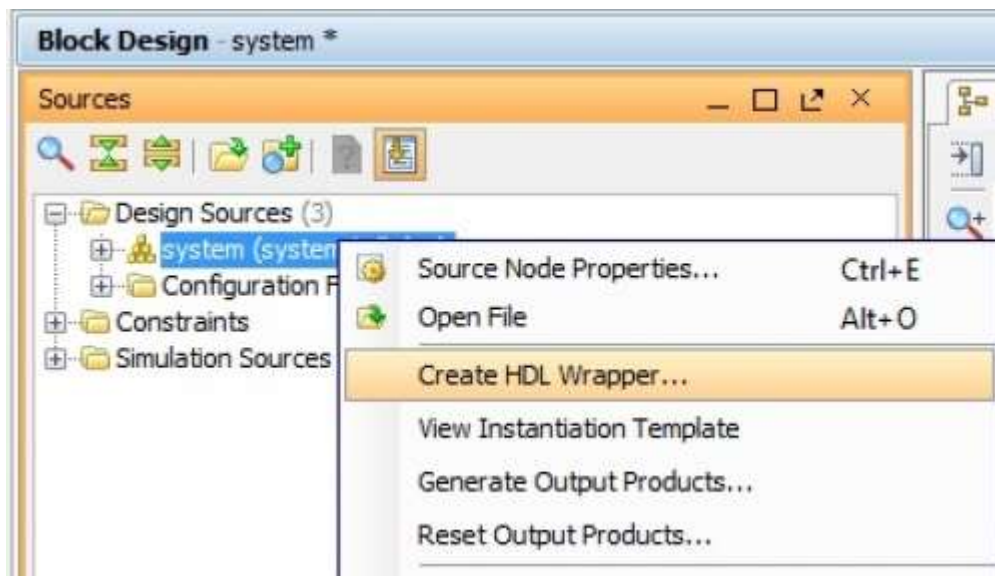 Block Design - system *
Sources
Design Sources (3)
system (system
Configuration F
Constraints
Simulation Sources
Source Node Properties... Ctrl+E
Open File Alt+O
Create HDL Wrapper...
View Instantiation Template
Generate Output Products...
Reset Output Products...